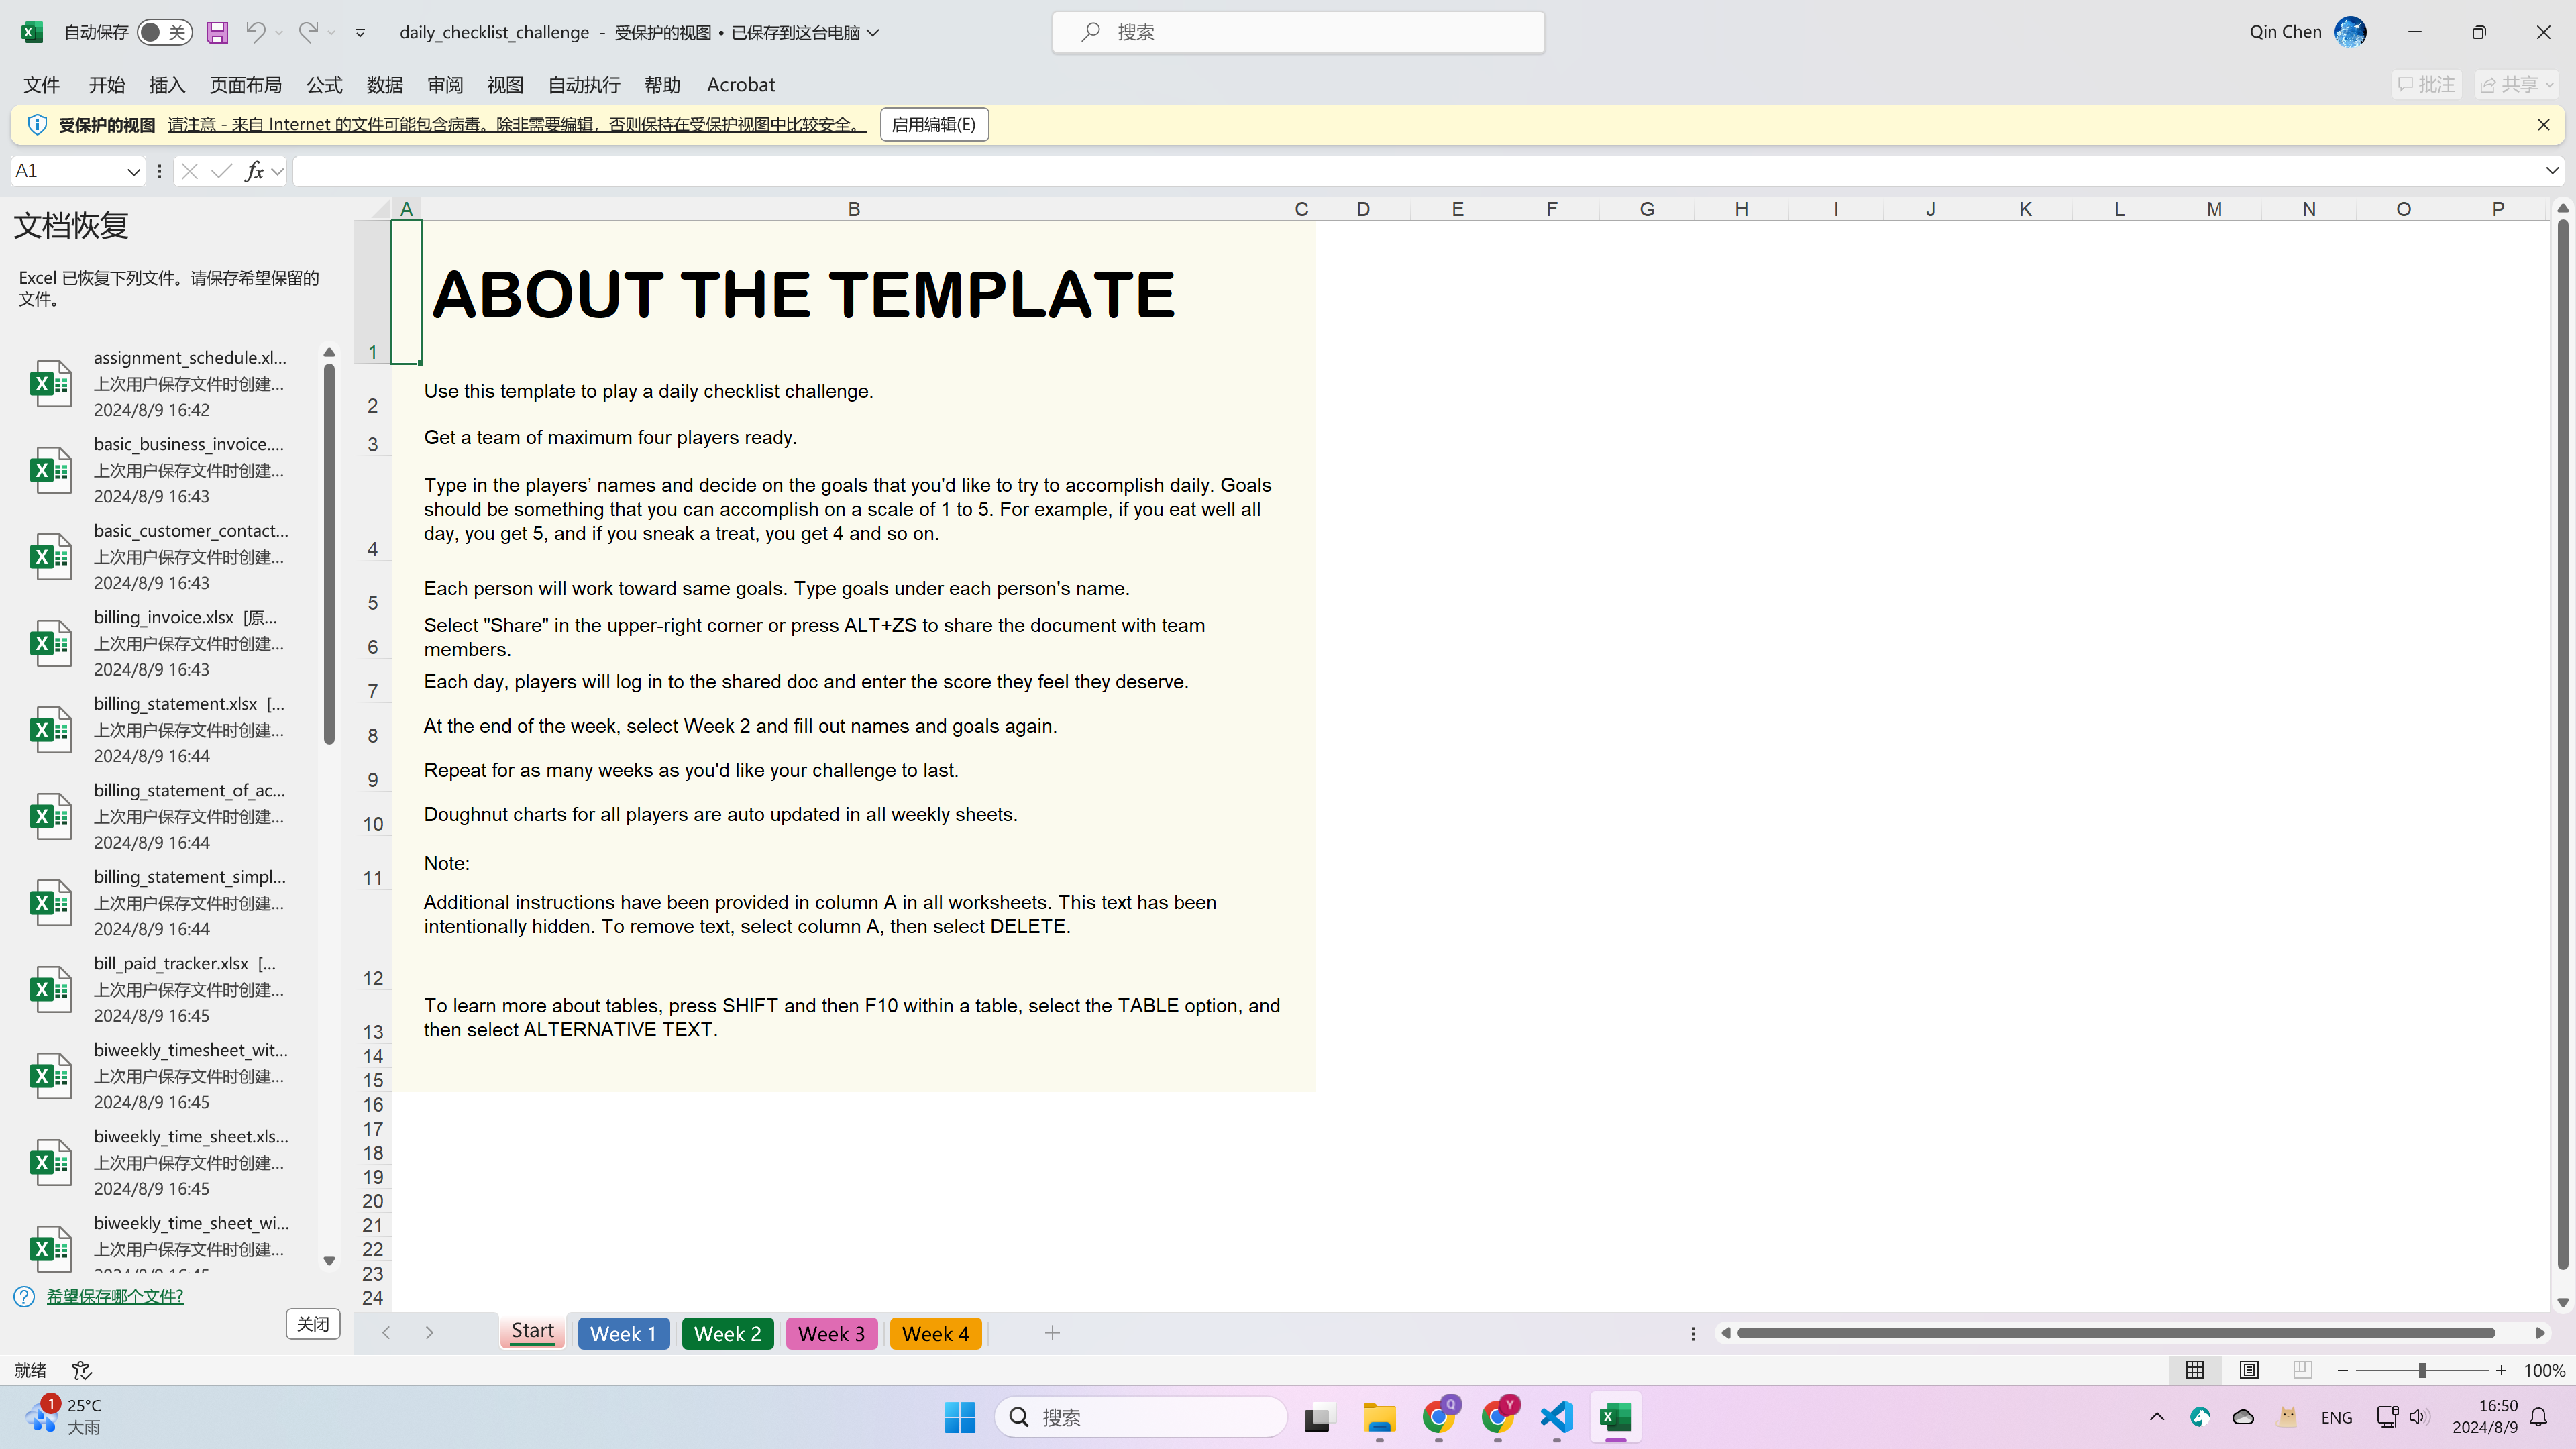 自动保存 关 daily_checklist_challenge - 受保护的视图 • 已保存到这台电脑
搜索
Qin Chen
文件 开始 插入 页面布局 公式 数据 审阅 视图 自动执行 帮助 Acrobat 批注 共享
受保护的视图 请注意 - 来自 Internet 的文件可能包含病毒。除非需要编辑，否则保持在受保护视图中比较安全。 启用编辑(E)
A1 fx
文档恢复
Excel 已恢复下列文件。请保存希望保留的
文件。
assignment_schedule.xl...
上次用户保存文件时创建...
2024/8/9 16:42
basic_business_invoice....
上次用户保存文件时创建...
2024/8/9 16:43
basic_customer_contact...
上次用户保存文件时创建...
2024/8/9 16:43
billing_invoice.xlsx [原...
上次用户保存文件时创建...
2024/8/9 16:43
billing_statement.xlsx [...
上次用户保存文件时创建...
2024/8/9 16:44
billing_statement_of_ac...
上次用户保存文件时创建...
2024/8/9 16:44
billing_statement_simpl...
上次用户保存文件时创建...
2024/8/9 16:44
bill_paid_tracker.xlsx [...
上次用户保存文件时创建...
2024/8/9 16:45
biweekly_timesheet_wit...
上次用户保存文件时创建...
2024/8/9 16:45
biweekly_time_sheet.xls...
上次用户保存文件时创建...
2024/8/9 16:45
biweekly_time_sheet_wi...
上次用户保存文件时创建...
希望保存哪个文件?
关闭
A B C D E F G H I J K L M N O P
1 ABOUT THE TEMPLATE
2 Use this template to play a daily checklist challenge.
3 Get a team of maximum four players ready.
Type in the players’ names and decide on the goals that you'd like to try to accomplish daily. Goals
should be something that you can accomplish on a scale of 1 to 5. For example, if you eat well all
4 day, you get 5, and if you sneak a treat, you get 4 and so on.
5 Each person will work toward same goals. Type goals under each person's name.
Select "Share" in the upper-right corner or press ALT+ZS to share the document with team
6 members.
7 Each day, players will log in to the shared doc and enter the score they feel they deserve.
8 At the end of the week, select Week 2 and fill out names and goals again.
9 Repeat for as many weeks as you'd like your challenge to last.
10 Doughnut charts for all players are auto updated in all weekly sheets.
11 Note:
Additional instructions have been provided in column A in all worksheets. This text has been
intentionally hidden. To remove text, select column A, then select DELETE.
12
To learn more about tables, press SHIFT and then F10 within a table, select the TABLE option, and
13 then select ALTERNATIVE TEXT.
14
15
16
17
18
19
20
21
22
23
24
Start Week 1 Week 2 Week 3 Week 4
就绪 100%
1 25°C
大雨
搜索
Q Y
ENG
16:50
2024/8/9